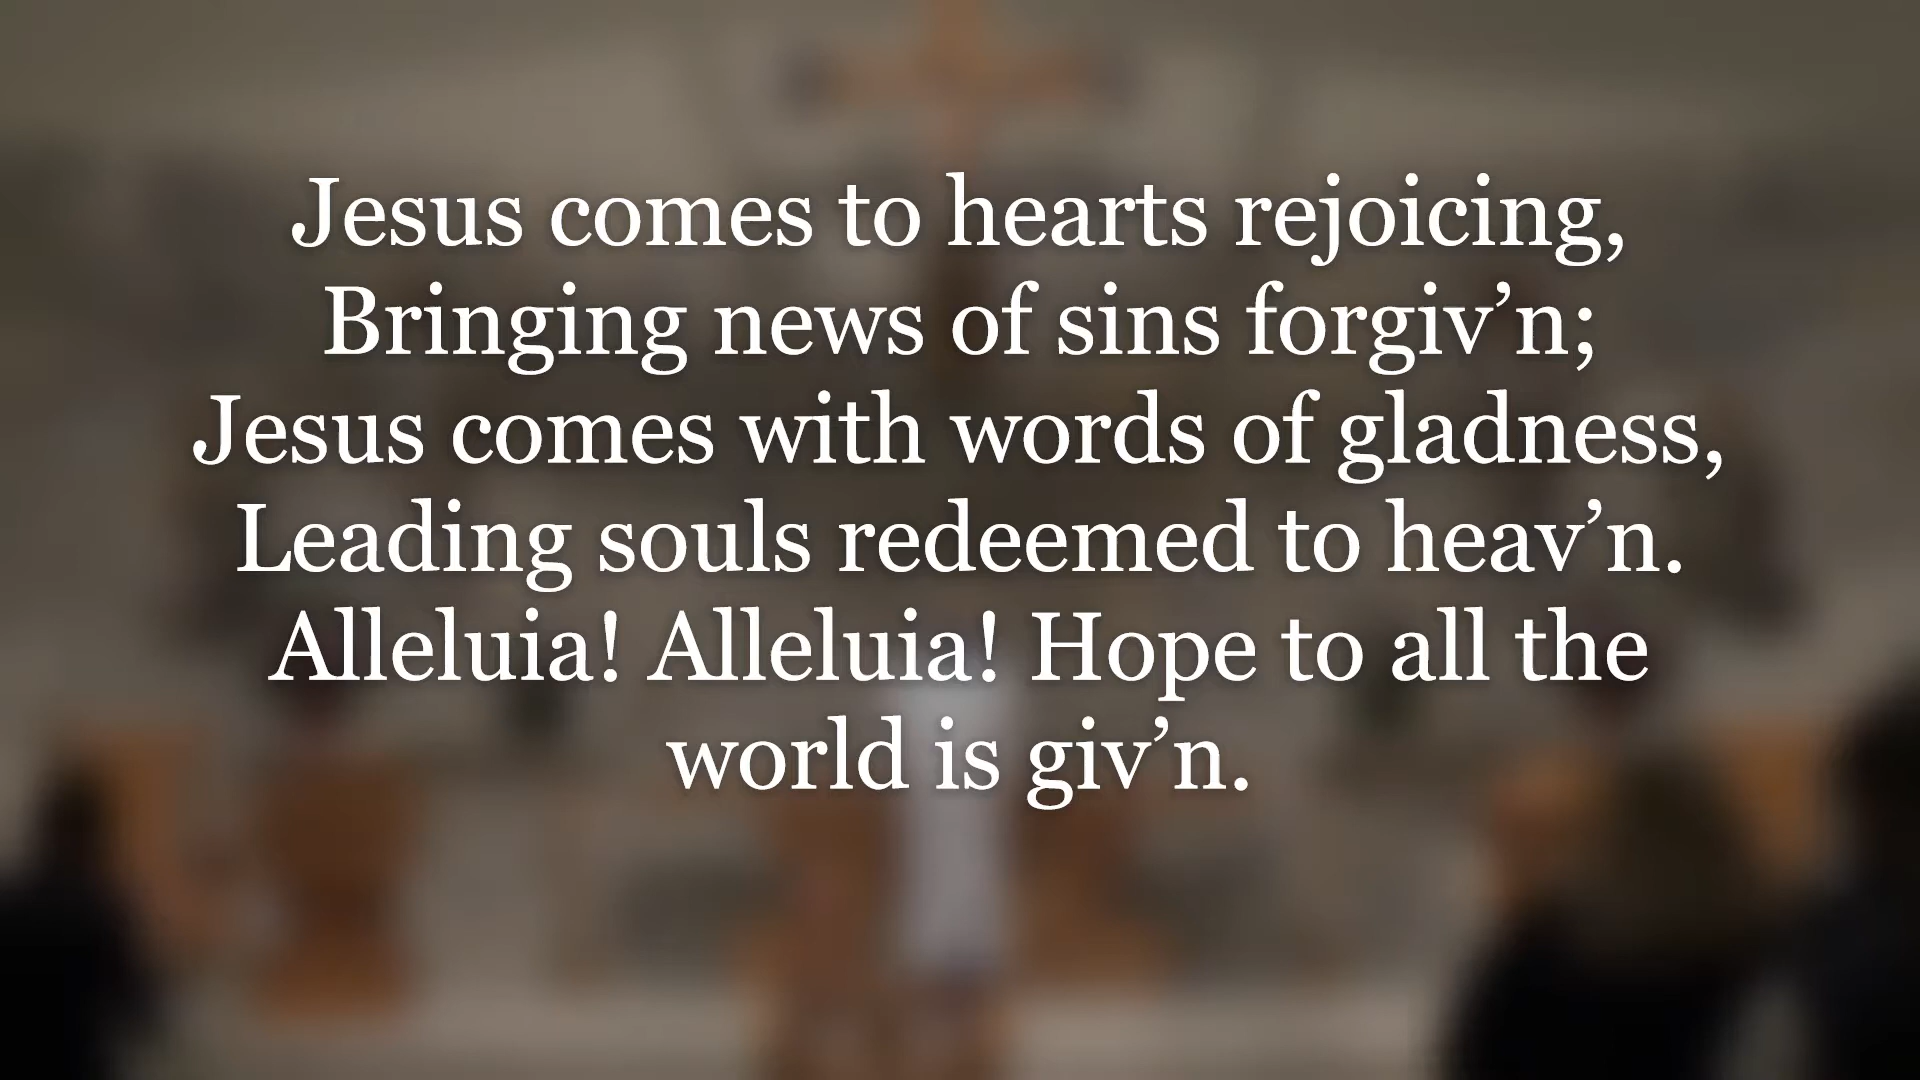 Jesus comes to hearts rejoicing,
Bringing news of sins forgiv’n;
Jesus comes with words of gladness,
Leading souls redeemed to heav’n.
Alleluia! Alleluia! Hope to all the
world is giv’n.